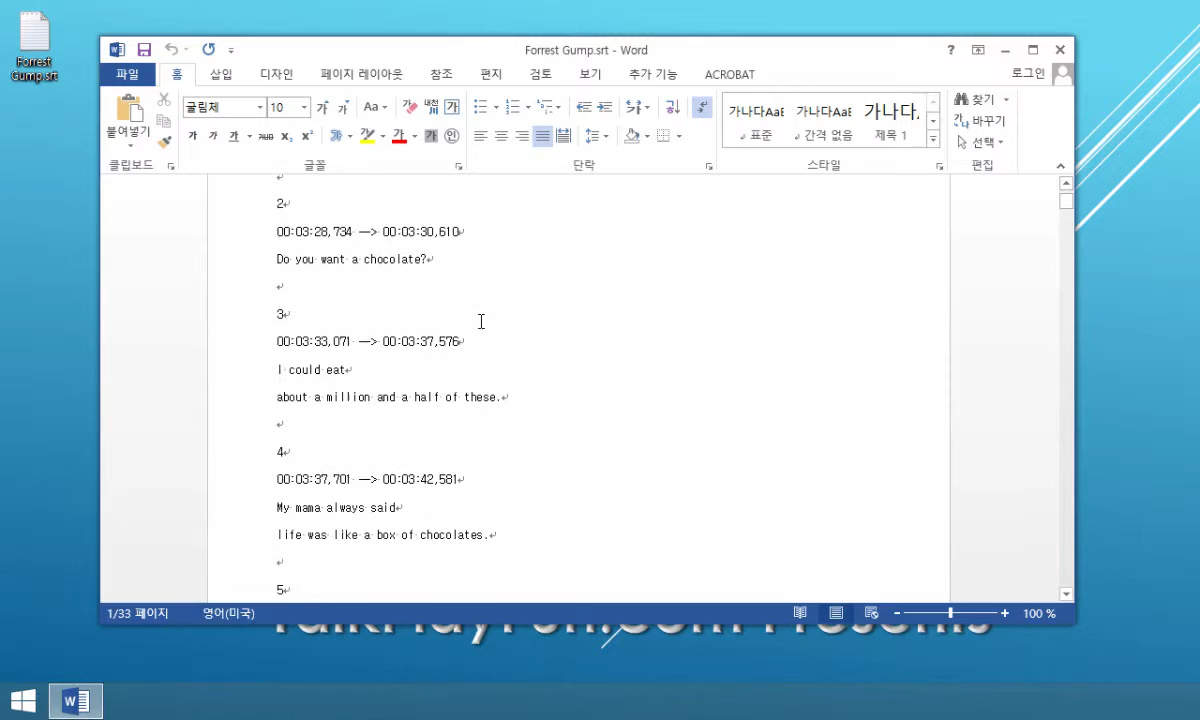 Forrest
Gump.srt
Forrest Gump.srt - Word
파일 홈 삽입 디자인 페이지 레이아웃 참조 편지 검토 보기 추가 기능 ACROBAT 로그인
붙여넣기
굴림체 10
가나다AaE 가나다AaE 가나다.
표준 간격 없음 제목 1
찾기
바꾸기
선택
클립보드 글꼴 단락 스타일 편집
2
00:03:28,734 --> 00:03:30,610
Do you want a chocolate?
3
00:03:33,071 --> 00:03:37,576
I could eat
about a million and a half of these.
4
00:03:37,701 --> 00:03:42,581
My mama always said
life was like a box of chocolates.
5
1/33 페이지 영어(미국) 100 %